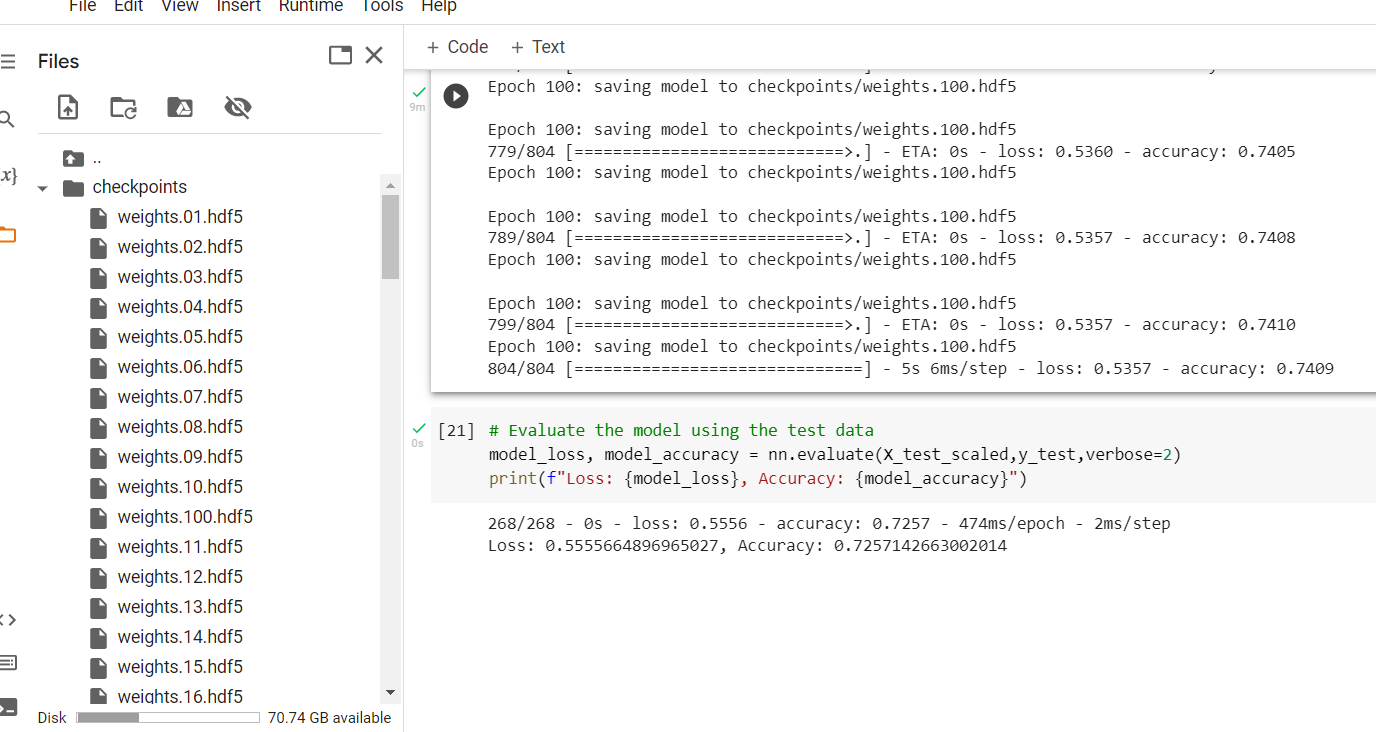 File Edit View Insert Runtime Tools Help
Files
..
checkpoints
weights.01.hdf5
weights.02.hdf5
weights.03.hdf5
weights.04.hdf5
weights.05.hdf5
weights.06.hdf5
weights.07.hdf5
weights.08.hdf5
weights.09.hdf5
weights.10.hdf5
weights.100.hdf5
weights.11.hdf5
weights.12.hdf5
weights.13.hdf5
weights.14.hdf5
weights.15.hdf5
weights.16.hdf5
Disk 70.74 GB available
+ Code + Text
9m
Epoch 100: saving model to checkpoints/weights.100.hdf5
Epoch 100: saving model to checkpoints/weights.100.hdf5
779/804 [============================>.] - ETA: 0s - loss: 0.5360 - accuracy: 0.7405
Epoch 100: saving model to checkpoints/weights.100.hdf5
Epoch 100: saving model to checkpoints/weights.100.hdf5
789/804 [============================>.] - ETA: 0s - loss: 0.5357 - accuracy: 0.7408
Epoch 100: saving model to checkpoints/weights.100.hdf5
Epoch 100: saving model to checkpoints/weights.100.hdf5
799/804 [============================>.] - ETA: 0s - loss: 0.5357 - accuracy: 0.7410
Epoch 100: saving model to checkpoints/weights.100.hdf5
804/804 [==============================] - 5s 6ms/step - loss: 0.5357 - accuracy: 0.7409
0s
[21] # Evaluate the model using the test data
model_loss, model_accuracy = nn.evaluate(X_test_scaled,y_test,verbose=2)
print(f"Loss: {model_loss}, Accuracy: {model_accuracy}")
268/268 - 0s - loss: 0.5556 - accuracy: 0.7257 - 474ms/epoch - 2ms/step
Loss: 0.5555664896965027, Accuracy: 0.7257142663002014